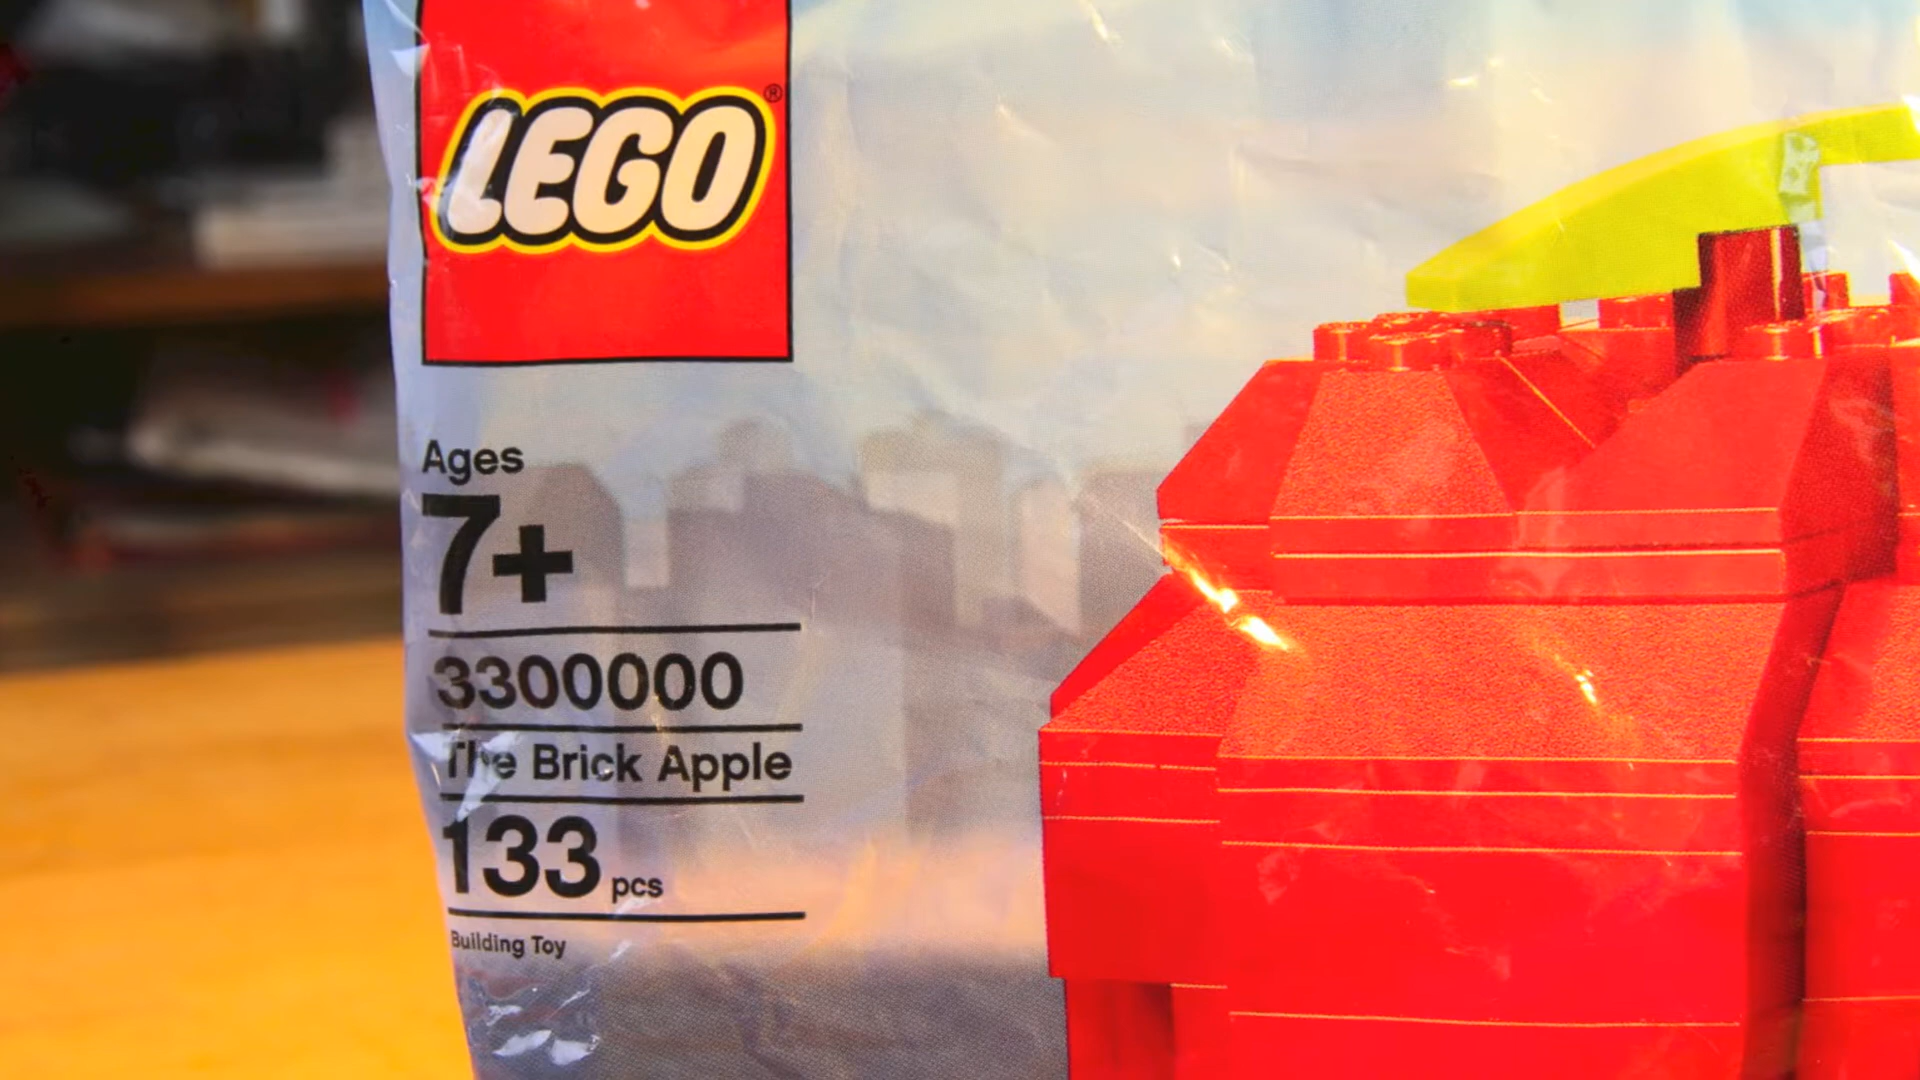 LEGO®
Ages
7+
3300000
The Brick Apple
133 pcs
Building Toy